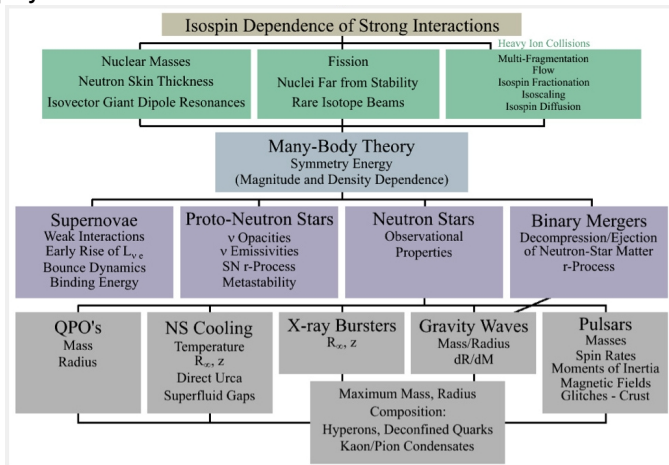 Isospin Dependence of Strong Interactions
Nuclear Masses
Neutron Skin Thickness
Isovector Giant Dipole Resonances
Fission
Nuclei Far from Stability
Rare Isotope Beams
Heavy Ion Collisions
Multi-Fragmentation
Flow
Isospin Fractionation
Isoscaling
Isospin Diffusion
Many-Body Theory
Symmetry Energy
(Magnitude and Density Dependence)
Supernovae
Weak Interactions
Early Rise of L_ν e
Bounce Dynamics
Binding Energy
Proto-Neutron Stars
ν Opacities
ν Emissivities
SN r-Process
Metastability
Neutron Stars
Observational
Properties
Binary Mergers
Decompression/Ejection
of Neutron-Star Matter
r-Process
QPO's
Mass
Radius
NS Cooling
Temperature
R∞, z
Direct Urca
Superfluid Gaps
X-ray Bursters
R∞, z
Gravity Waves
Mass/Radius
dR/dM
Pulsars
Masses
Spin Rates
Moments of Inertia
Magnetic Fields
Glitches - Crust
Maximum Mass, Radius
Composition:
Hyperons, Deconfined Quarks
Kaon/Pion Condensates